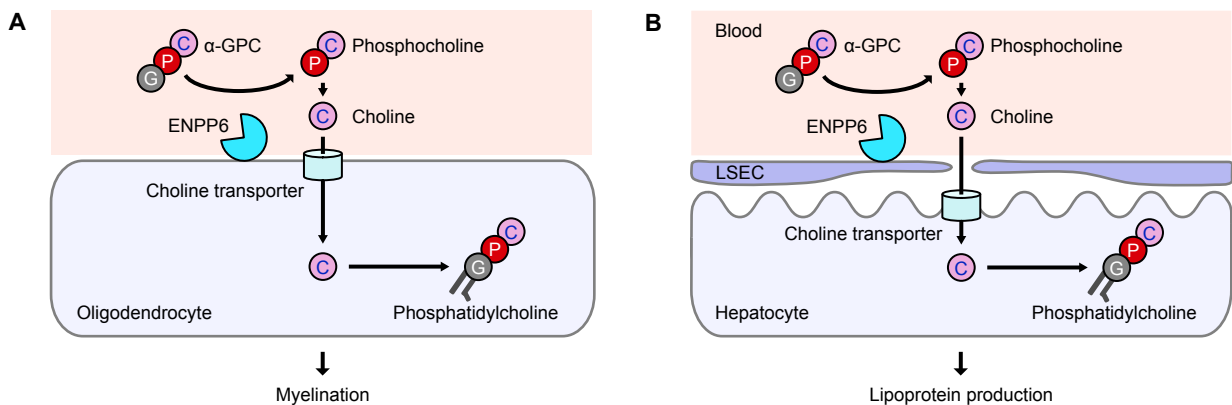 A
C
P
G
α-GPC
C
P
Phosphocholine
C
Choline
ENPP6
Choline transporter
C
C
P
G
Phosphatidylcholine
Oligodendrocyte
Myelination
B
Blood
C
P
G
α-GPC
C
P
Phosphocholine
C
Choline
ENPP6
LSEC
Choline transporter
C
C
P
G
Phosphatidylcholine
Hepatocyte
Lipoprotein production